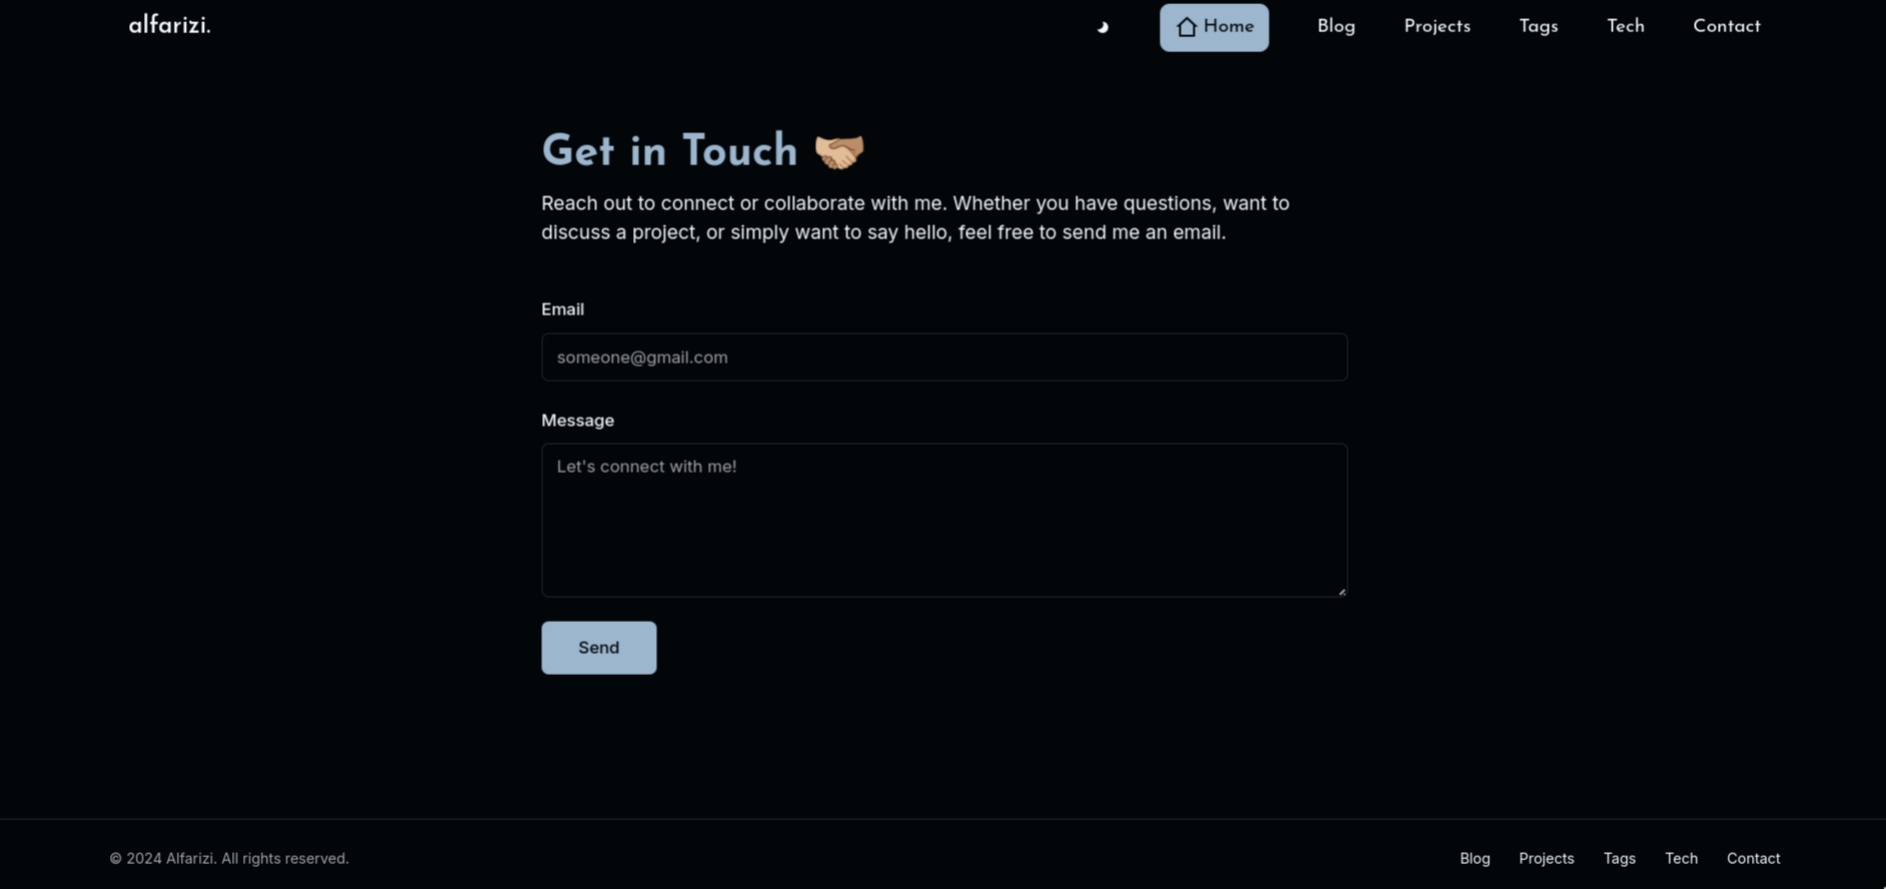 alfarizi.
Home Blog Projects Tags Tech Contact
Get in Touch 🤝🏼
Reach out to connect or collaborate with me. Whether you have questions, want to
discuss a project, or simply want to say hello, feel free to send me an email.
Email
someone@gmail.com
Message
Let's connect with me!
Send
© 2024 Alfarizi. All rights reserved.
Blog Projects Tags Tech Contact